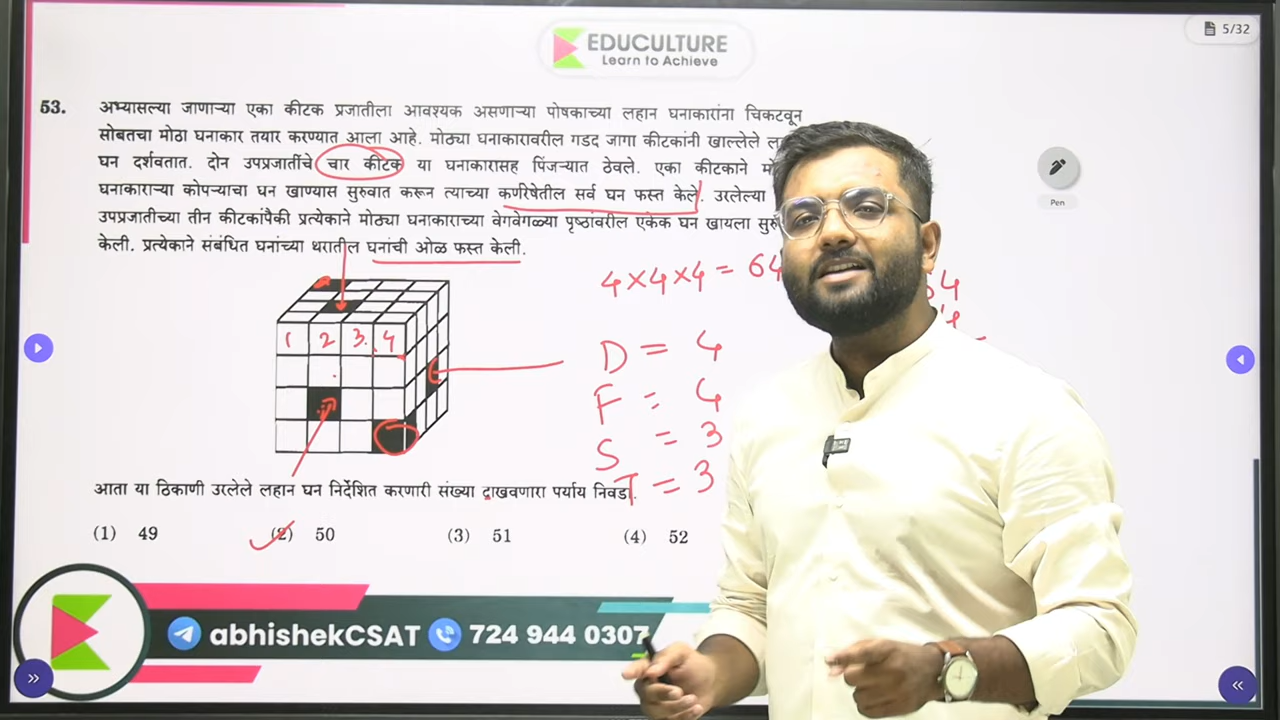 EDUCULTURE
Learn to Achieve
5/32
Pen
53. अभ्यासल्या जाणाऱ्या एका कीटक प्रजातीला आवश्यक असणाऱ्या पोषकाच्या लहान घनाकारांना चिकटवून
सोबतचा मोठा घनाकार तयार करण्यात आला आहे. मोठ्या घनाकारावरील गडद जागा कीटकांनी खाल्लेले
घन दर्शवतात. दोन उपप्रजातींचे चार कीटक या घनाकारासह पिंजऱ्यात ठेवले. एका कीटकाने
घनाकाराच्या कोपऱ्याचा घन खाण्यास सुरुवात करून त्याच्या कर्णरेषेतील सर्व घन फस्त केले. उरलेल्या
उपप्रजातीच्या तीन कीटकांपैकी प्रत्येकाने मोठ्या घनाकाराच्या वेगवेगळ्या पृष्ठांवरील एकेक घन खायला
केली. प्रत्येकाने संबंधित घनांच्या थरातील घनांची ओळ फस्त केली.
4×4×4 = 64
1 2 3. 4
D = 4
F = 4
S = 3
T = 3
आता या ठिकाणी उरलेले लहान घन निर्देशित करणारी संख्या दाखवणारा पर्याय निवडा.
(1) 49 (2) 50 (3) 51 (4) 52
abhishekCSAT 724 944 0307